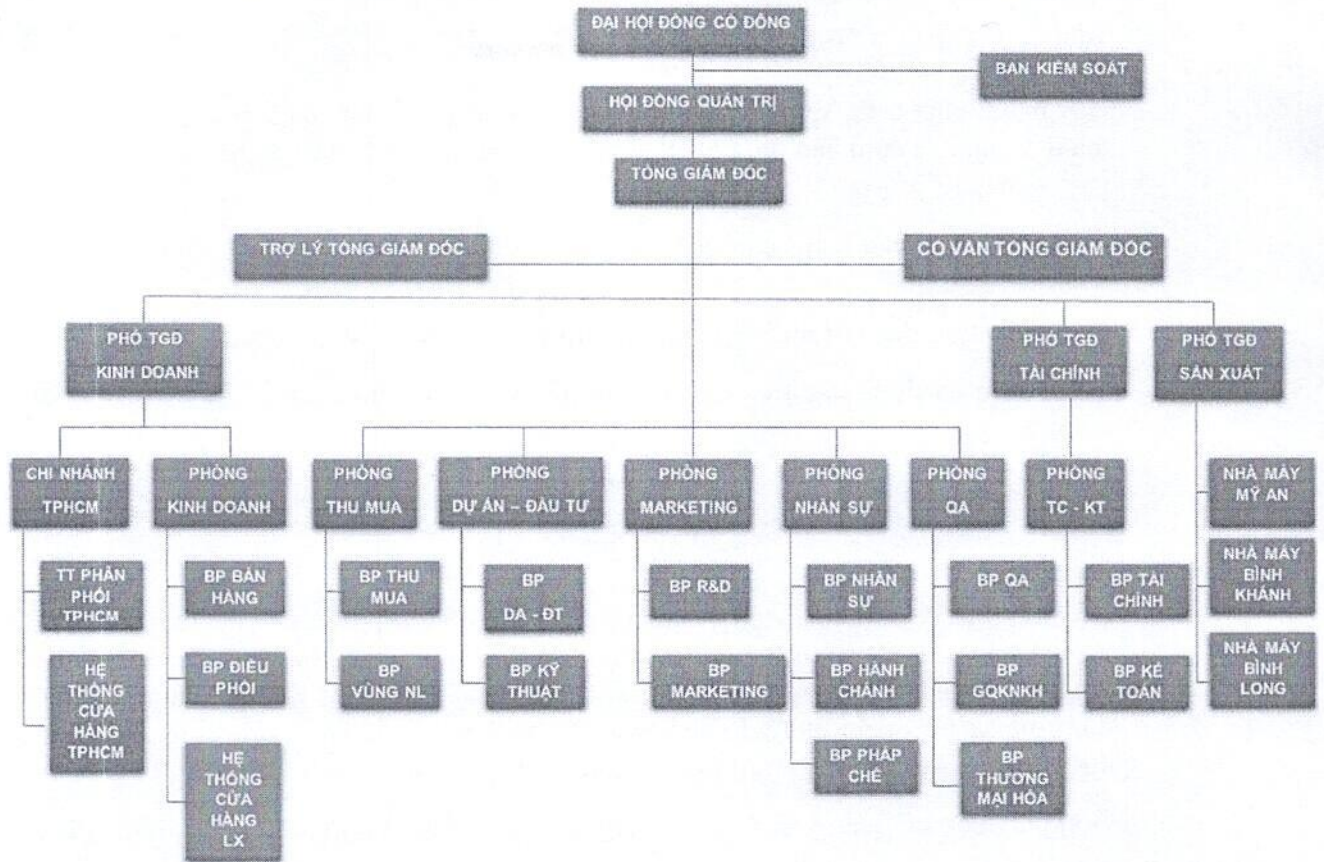 ĐẠI HỘI ĐỒNG CỔ ĐÔNG
BAN KIỂM SOÁT
HỘI ĐỒNG QUẢN TRỊ
TỔNG GIÁM ĐỐC
TRỢ LÝ TỔNG GIÁM ĐỐC
CỐ VẤN TỔNG GIÁM ĐỐC
PHÓ TGĐ
KINH DOANH
PHÓ TGĐ
TÀI CHÍNH
PHÓ TGĐ
SẢN XUẤT
CHI NHÁNH
TPHCM
PHÒNG
KINH DOANH
PHÒNG
THU MUA
PHÒNG
DỰ ÁN – ĐẦU TƯ
PHÒNG
MARKETING
PHÒNG
NHÂN SỰ
PHÒNG
QA
PHÒNG
TC - KT
NHÀ MÁY
MỸ AN
TT PHÂN
PHỐI
TPHCM
BP BÁN
HÀNG
BP THU
MUA
BP
DA - ĐT
BP R&D
BP NHÂN
SỰ
BP QA
BP TÀI
CHÍNH
NHÀ MÁY
BÌNH
KHÁNH
HỆ
THỐNG
CỬA
HÀNG
TPHCM
BP ĐIỀU
PHỐI
BP
VÙNG NL
BP KỸ
THUẬT
BP
MARKETING
BP HÀNH
CHÁNH
BP
GQKNKH
BP KẾ
TOÁN
NHÀ MÁY
BÌNH
LONG
HỆ
THỐNG
CỬA
HÀNG
LX
BP PHÁP
CHẾ
BP
THƯƠNG
MẠI HÓA